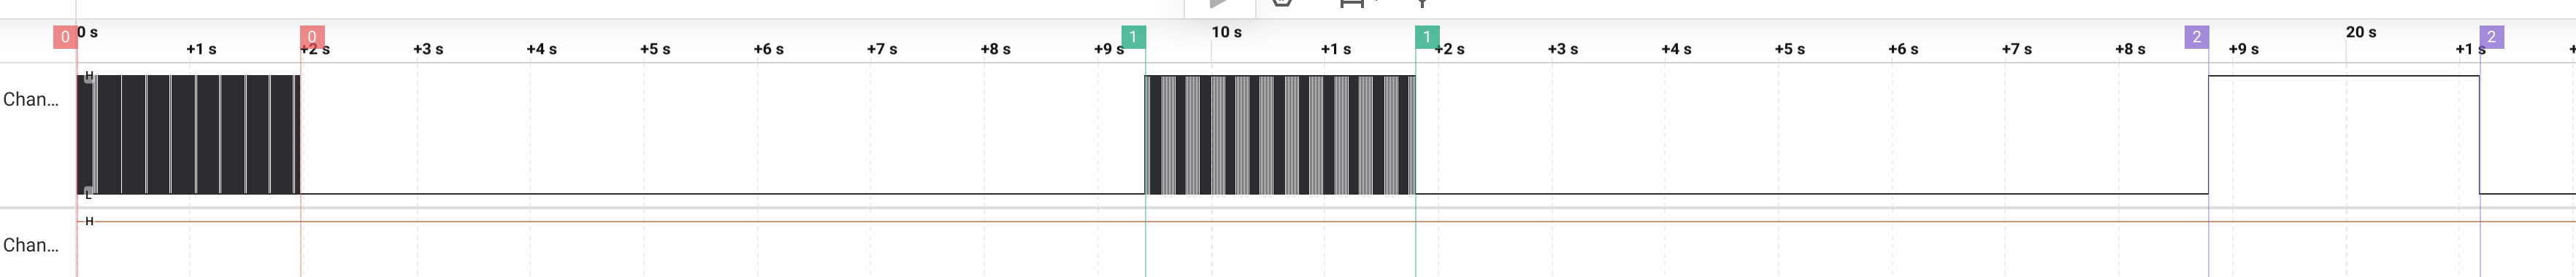 0 0 s 0 1 10 s 1 2 20 s 2
+1 s +2 s +3 s +4 s +5 s +6 s +7 s +8 s +9 s +1 s +2 s +3 s +4 s +5 s +6 s +7 s +8 s +9 s +1 s
H
Chan...
L
H
Chan...